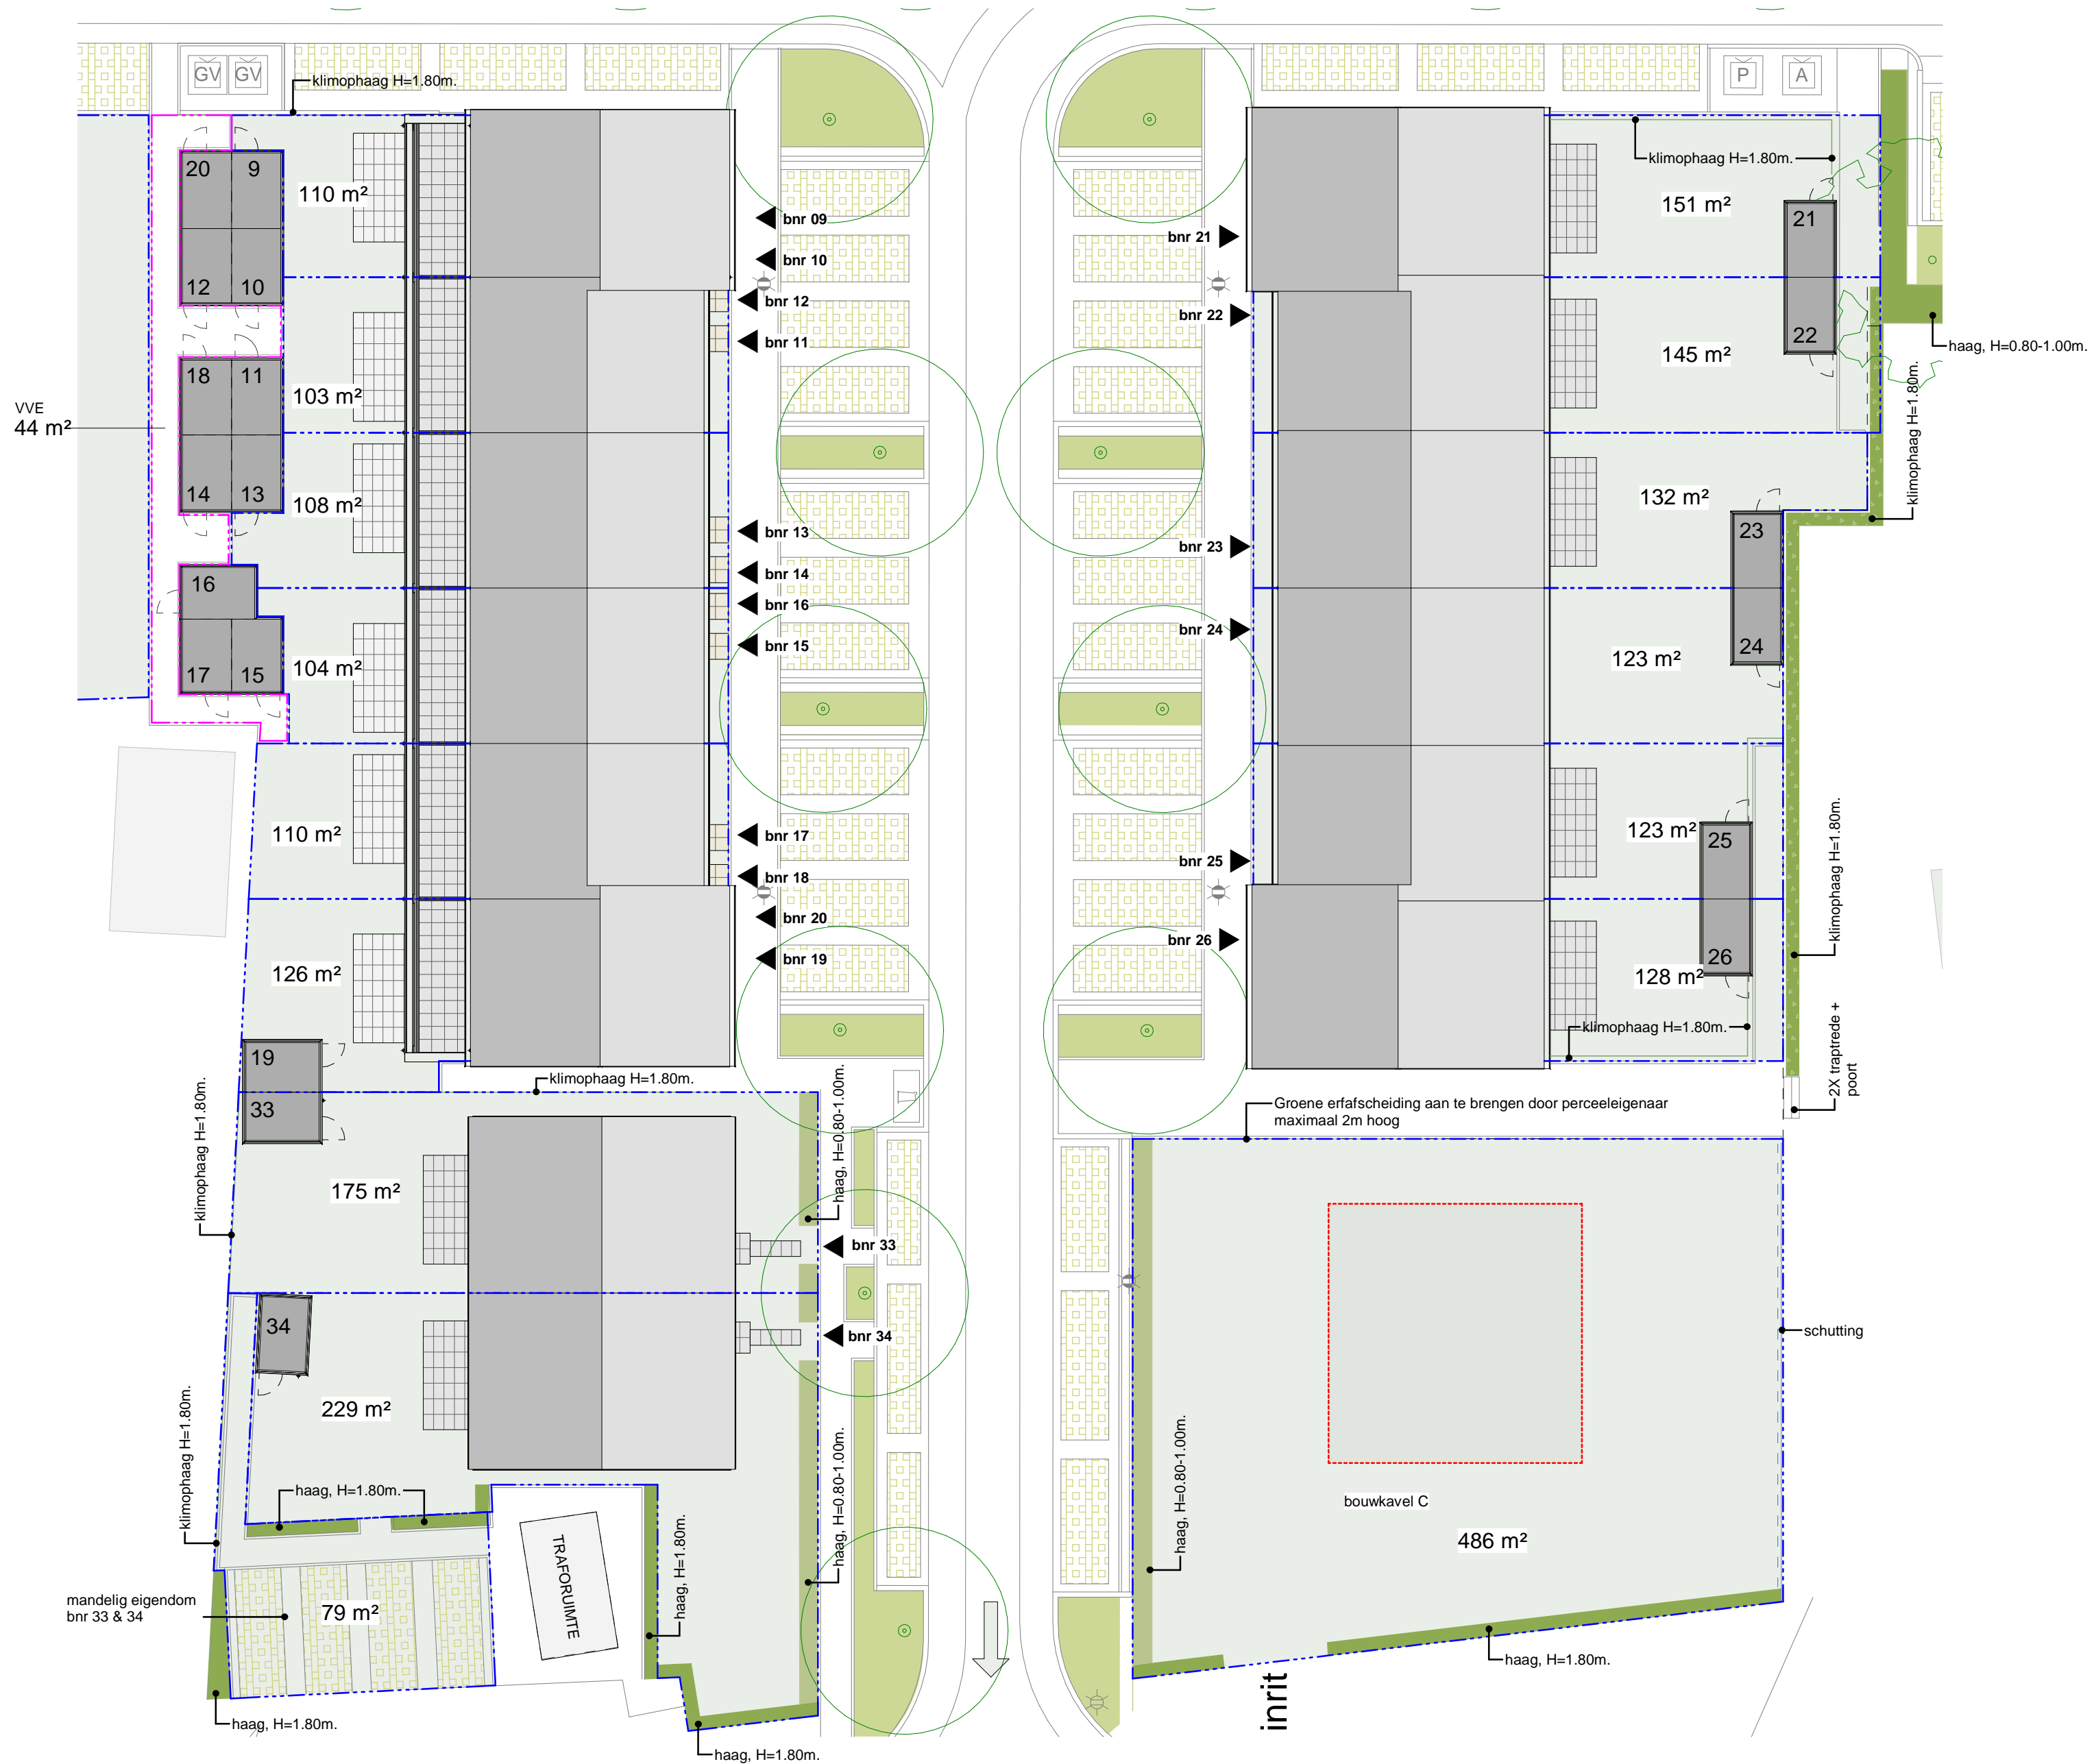 GV
GV
klimophaag H=1.80m.
P
A
20
9
110 m²
klimophaag H=1.80m.
151 m²
21
bnr 09
bnr 21
bnr 10
12
10
bnr 12
bnr 22
22
bnr 11
145 m²
haag, H=0.80-1.00m.
18
11
103 m²
klimophaag H=1.80m.
VVE
44 m²
14
13
108 m²
132 m²
23
bnr 13
bnr 23
bnr 14
16
bnr 16
bnr 24
bnr 15
24
17
15
104 m²
123 m²
110 m²
bnr 17
123 m²
25
bnr 25
bnr 18
klimophaag H=1.80m.
bnr 20
bnr 26
bnr 19
26
126 m²
128 m²
19
klimophaag H=1.80m.
2X traptrede +
poort
33
klimophaag H=1.80m.
klimophaag H=1.80m.
haag, H=0.80-1.00m.
Groene erfafscheiding aan te brengen door perceeleigenaar
maximaal 2m hoog
175 m²
bnr 33
34
bnr 34
schutting
229 m²
klimophaag H=1.80m.
haag, H=1.80m.
haag, H=0.80-1.00m.
haag, H=0.80-1.00m.
bouwkavel C
486 m²
TRAFORUIMTE
haag, H=1.80m.
mandelig eigendom
bnr 33 & 34
79 m²
haag, H=1.80m.
inrit
haag, H=1.80m.
haag, H=1.80m.